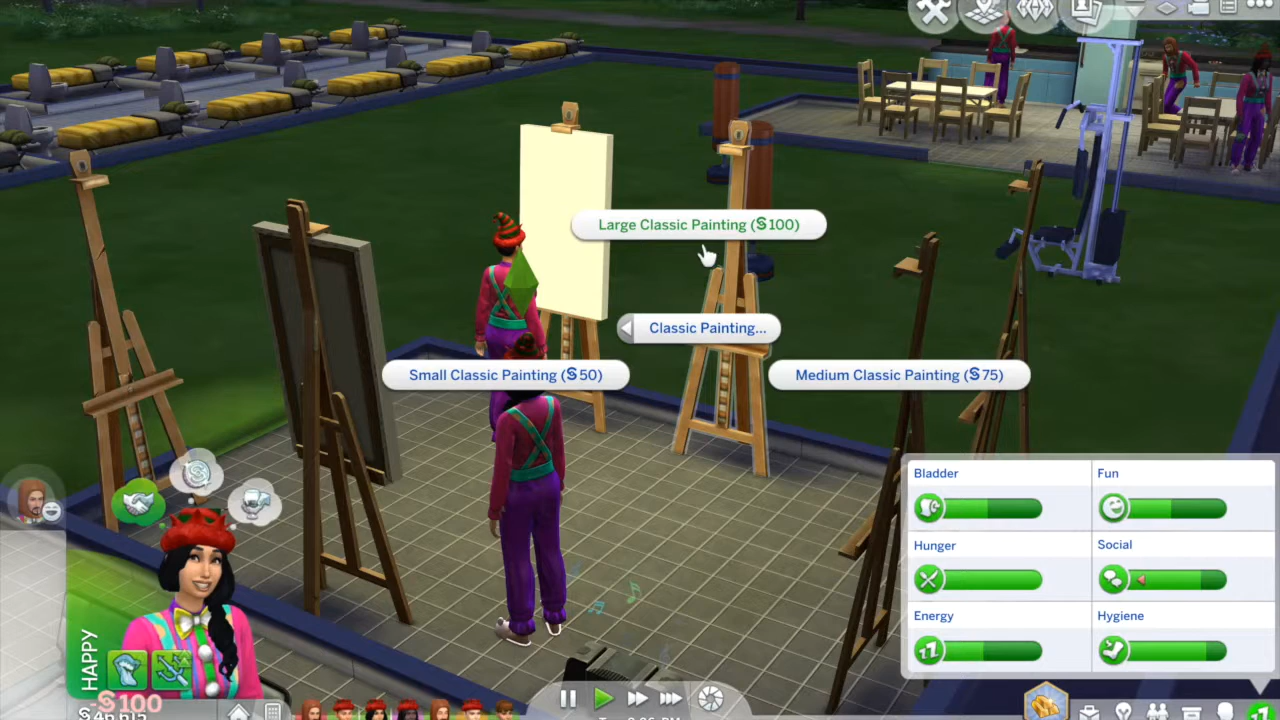 Large Classic Painting (§100)
Classic Painting...
Small Classic Painting (§50)
Medium Classic Painting (§75)
Bladder
Fun
Hunger
Social
Energy
Hygiene
HAPPY
-§100